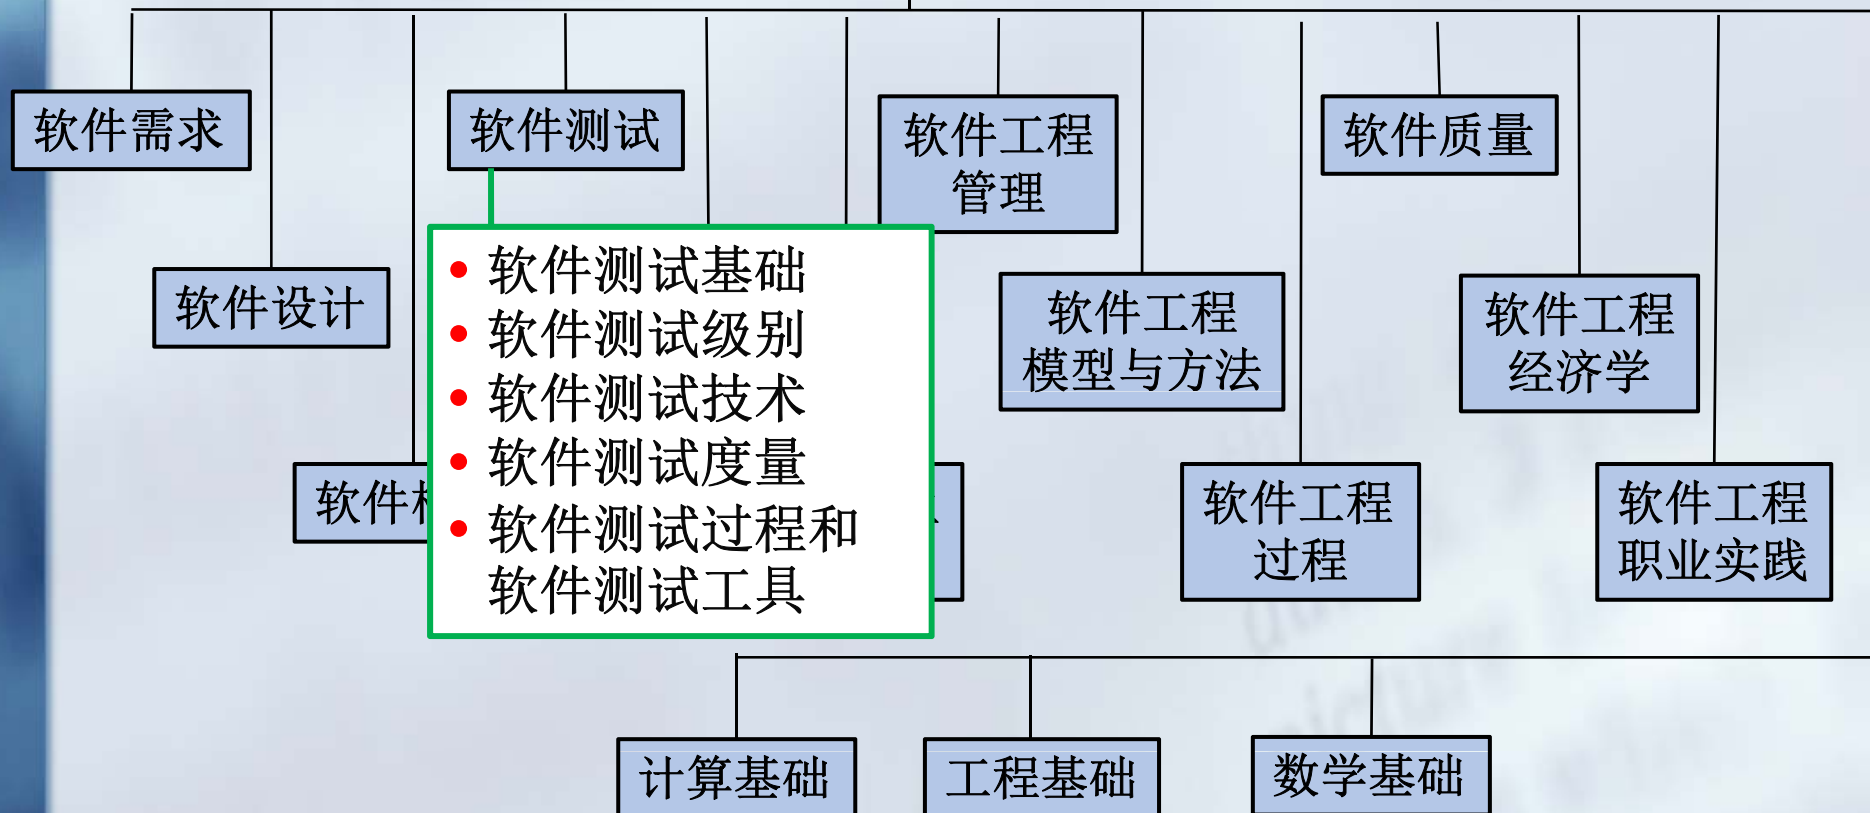 软件需求
软件测试
软件工程
管理
软件质量
软件设计
• 软件测试基础
• 软件测试级别
• 软件测试技术
• 软件测试度量
• 软件测试过程和
软件测试工具
软件工程
模型与方法
软件工程
经济学
软件
软件工程
过程
软件工程
职业实践
计算基础
工程基础
数学基础